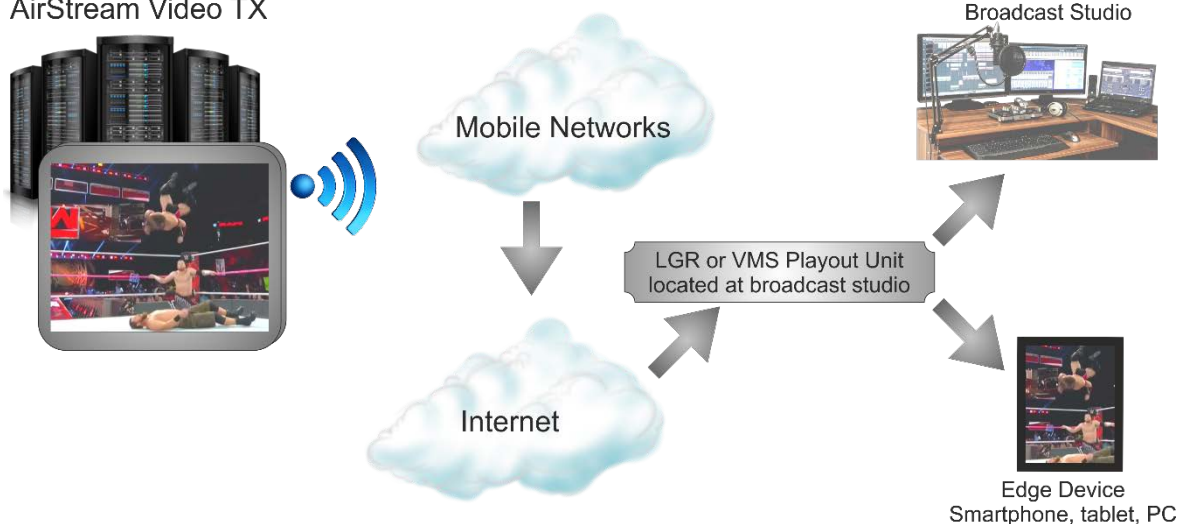 AirStream Video TX
Mobile Networks
Broadcast Studio
LGR or VMS Playout Unit
located at broadcast studio
Internet
Edge Device
Smartphone, tablet, PC